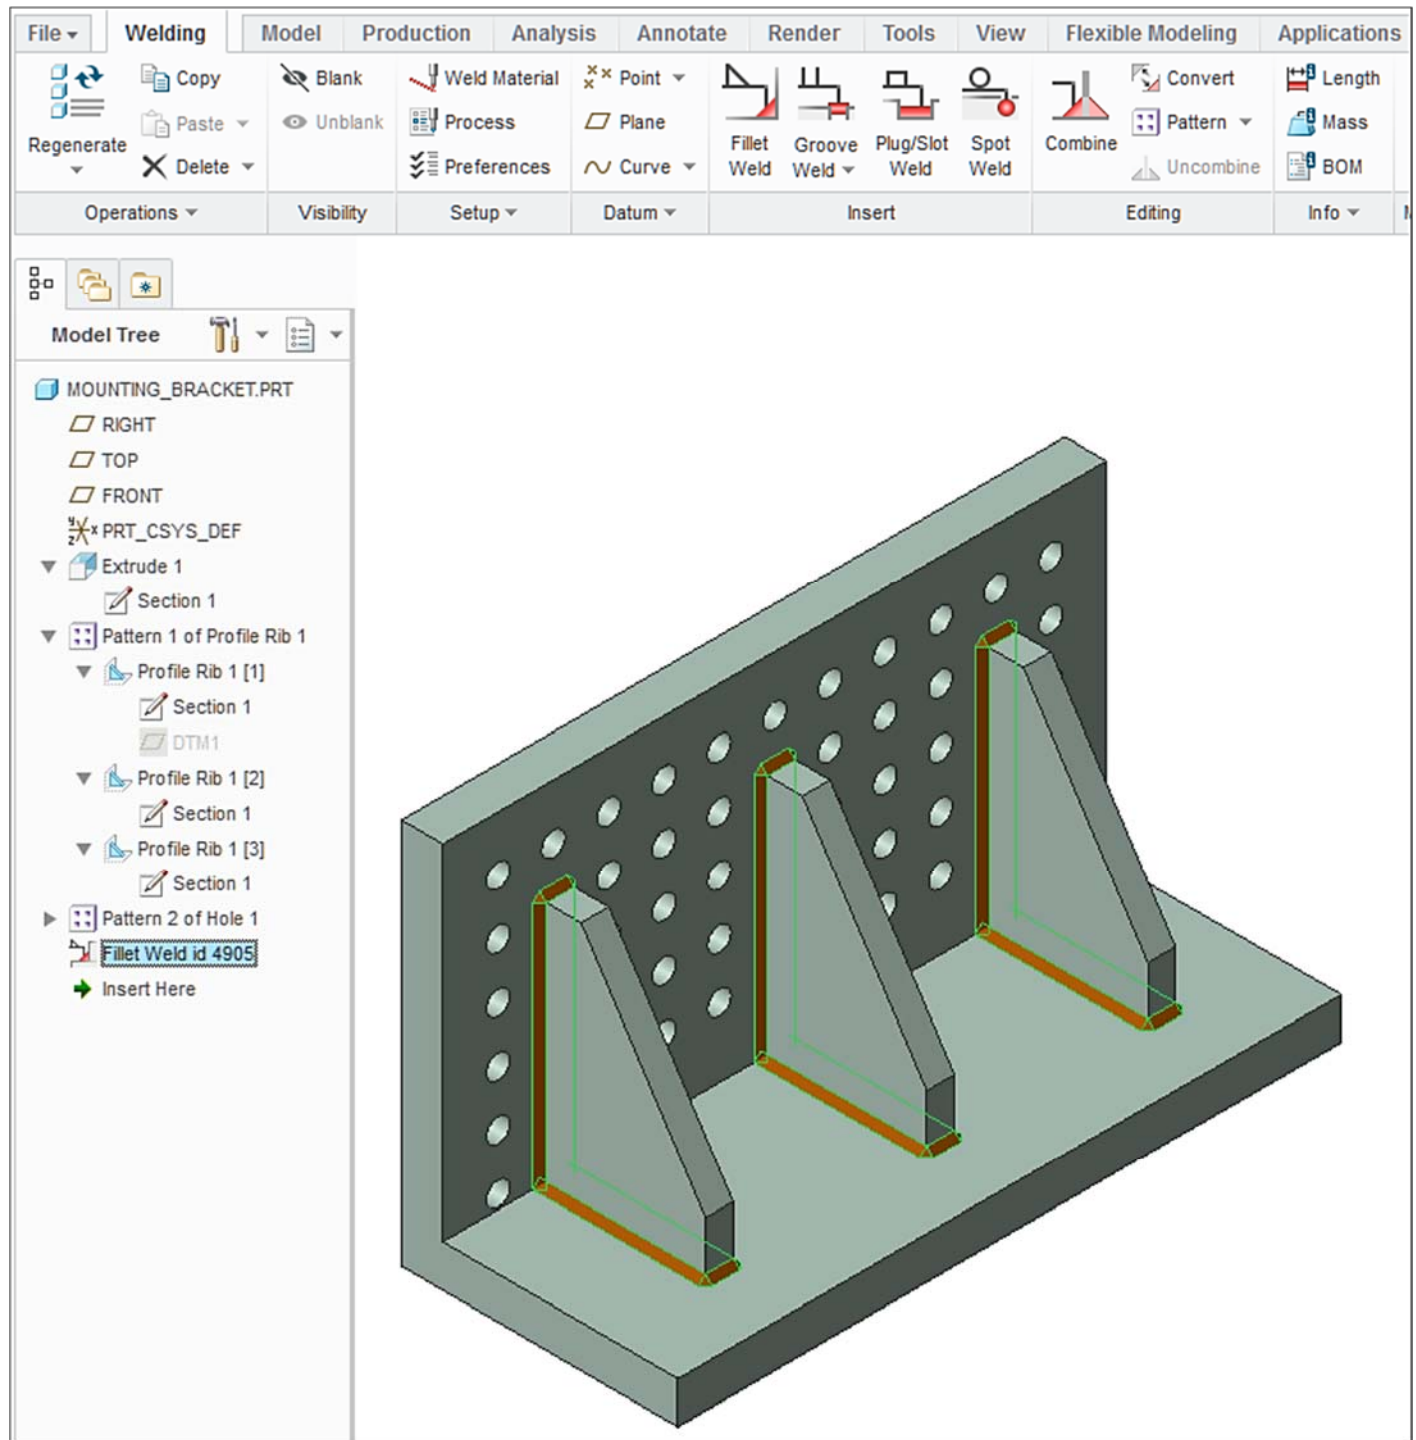 File Welding Model Production Analysis Annotate Render Tools View Flexible Modeling Applications
Regenerate
Copy
Paste
Delete
Operations
Blank
Unblank
Visibility
Weld Material
Process
Preferences
Setup
Point
Plane
Curve
Datum
Fillet
Weld
Groove
Weld
Plug/Slot
Weld
Spot
Weld
Insert
Combine
Convert
Pattern
Uncombine
Editing
Length
Mass
BOM
Info
Model Tree
MOUNTING_BRACKET.PRT
RIGHT
TOP
FRONT
PRT_CSYS_DEF
Extrude 1
Section 1
Pattern 1 of Profile Rib 1
Profile Rib 1 [1]
Section 1
DTM1
Profile Rib 1 [2]
Section 1
Profile Rib 1 [3]
Section 1
Pattern 2 of Hole 1
Fillet Weld id 4905
Insert Here